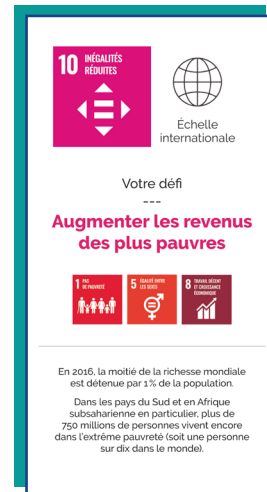 10 INÉGALITÉS
RÉDUITES
Échelle
internationale
Votre défi
---
Augmenter les revenus
des plus pauvres
1 PAS
DE PAUVRETÉ
5 ÉGALITÉ ENTRE
LES SEXES
8 TRAVAIL DÉCENT
ET CROISSANCE
ÉCONOMIQUE
En 2016, la moitié de la richesse mondiale
est détenue par 1% de la population.
Dans les pays du Sud et en Afrique
subsaharienne en particulier, plus de
750 millions de personnes vivent encore
dans l'extrême pauvreté (soit une personne
sur dix dans le monde).